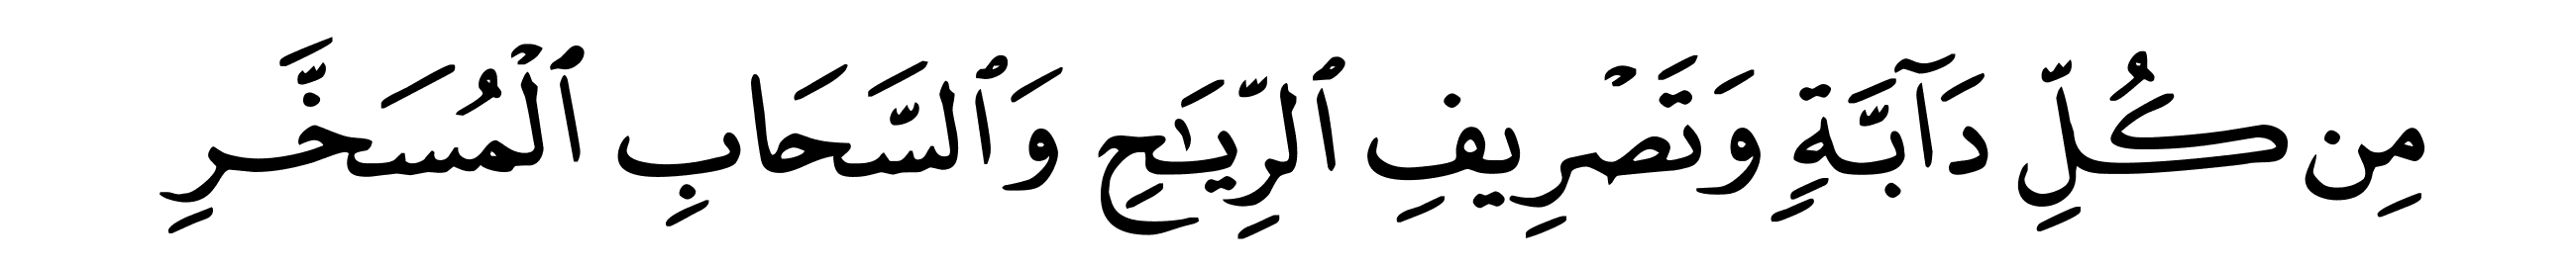 مِن كُلِّ دَآبَّةٍ وَتَصْرِيفِ ٱلرِّيَٰحِ وَٱلسَّحَابِ ٱلْمُسَخَّرِ